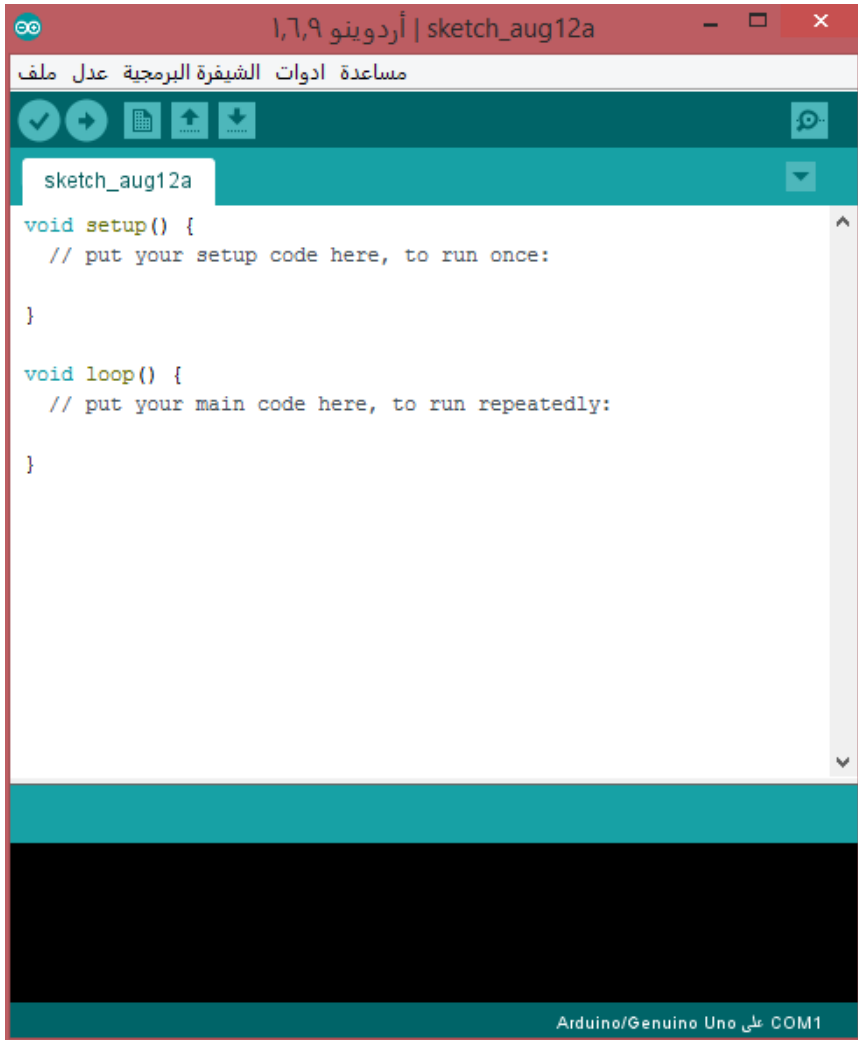 sketch_aug12a | أردوينو ١,٦,٩
ملف عدل الشيفرة البرمجية ادوات مساعدة
sketch_aug12a
void setup() {
  // put your setup code here, to run once:
}
void loop() {
  // put your main code here, to run repeatedly:
}
Arduino/Genuino Uno على COM1